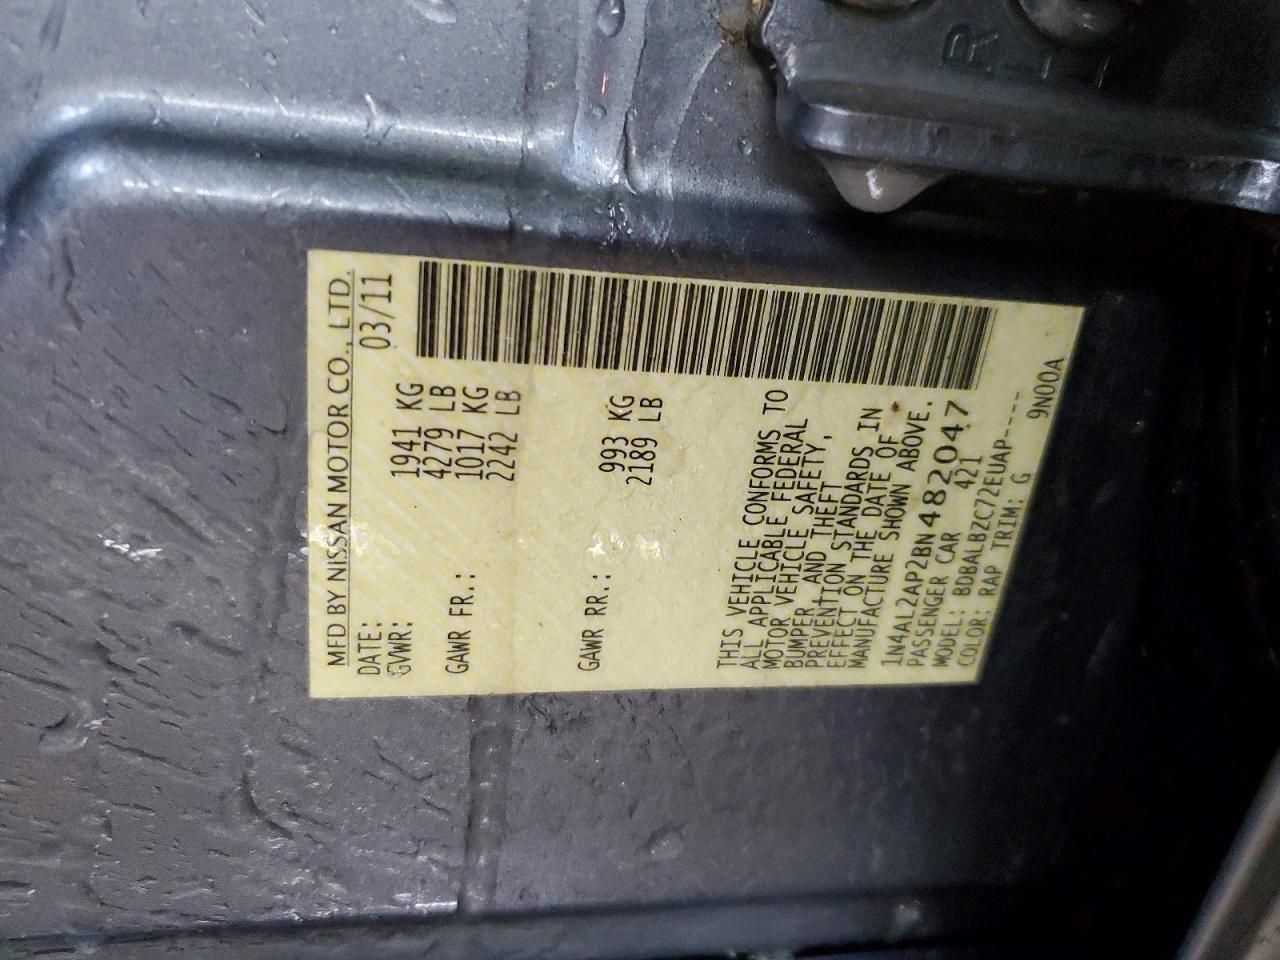 MFD BY NISSAN MOTOR CO., LTD.
DATE: 03/11
GVWR: 1941 KG
4279 LB
GAWR FR.: 1017 KG
2242 LB
GAWR RR.: 993 KG
2189 LB
THIS VEHICLE CONFORMS TO
ALL APPLICABLE FEDERAL
MOTOR VEHICLE SAFETY,
BUMPER, AND THEFT
PREVENTION STANDARDS IN
EFFECT ON THE DATE OF
MANUFACTURE SHOWN ABOVE.
1N4AL2AP2BN482047
PASSENGER CAR 421
MODEL: BDBALBZC72EUAP----
COLOR: RAP TRIM: G 9N00A
R